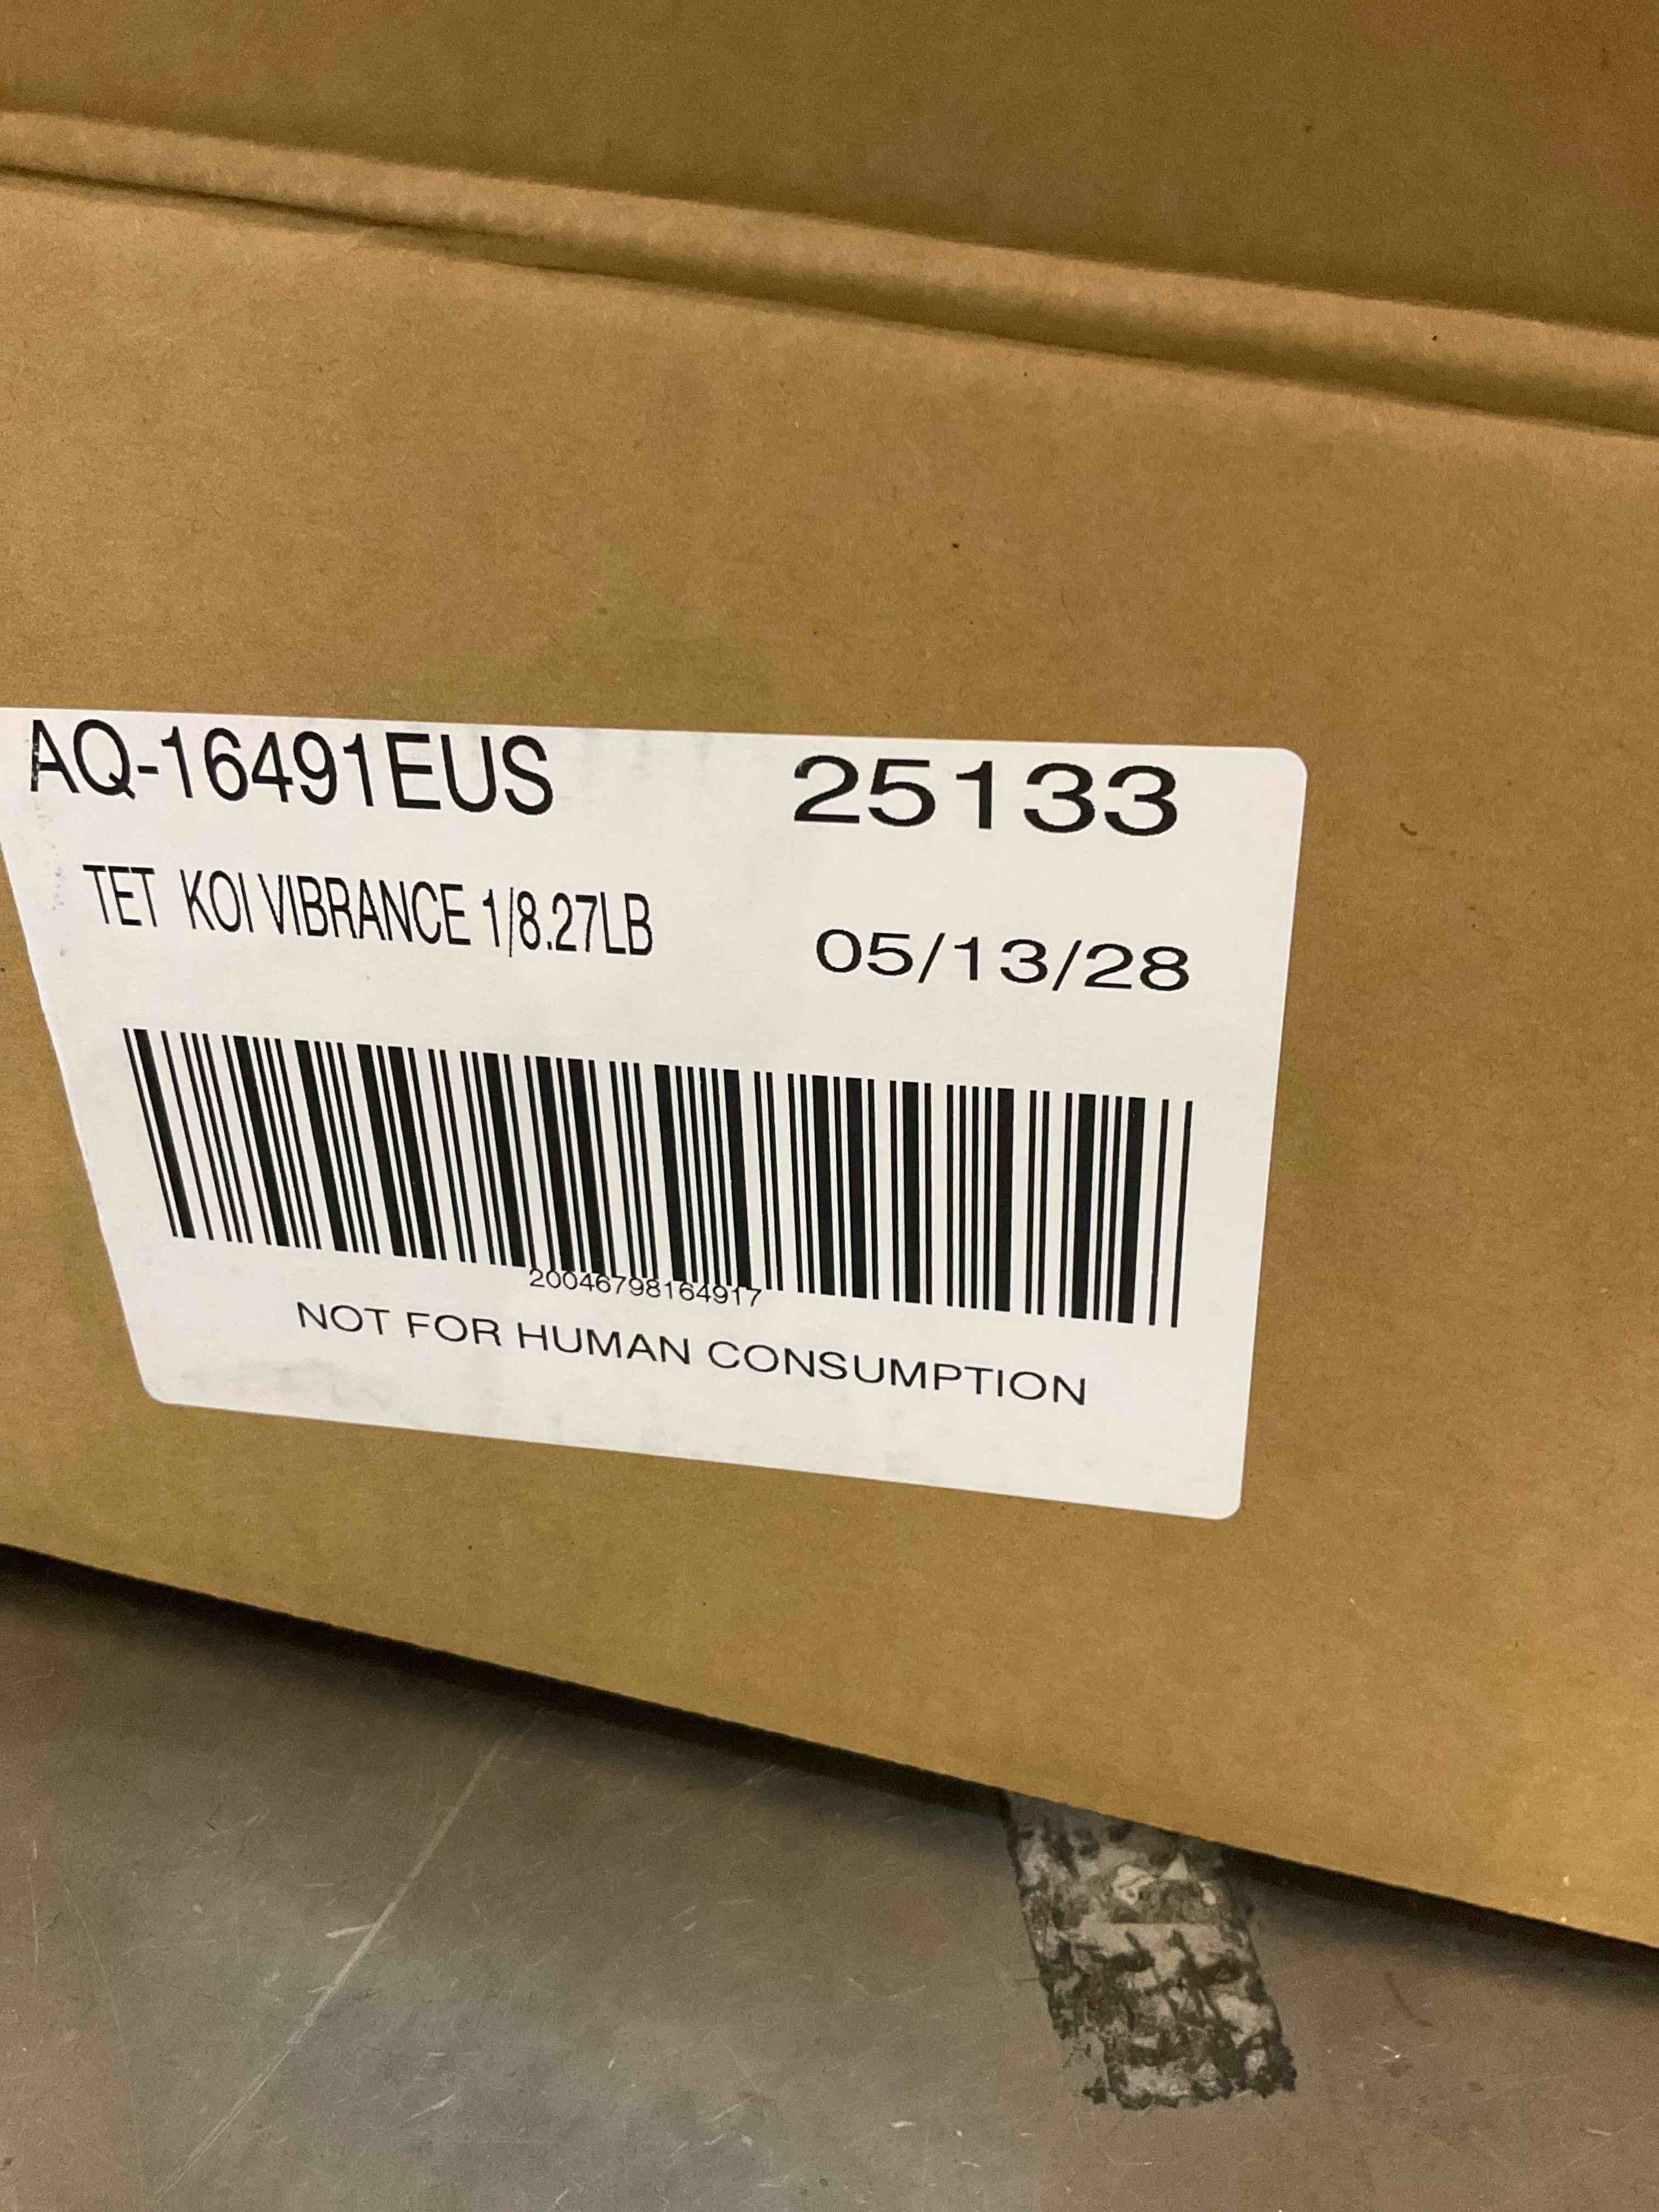 AQ-16491EUS 25133
TET KOI VIBRANCE 1/8.27LB 05/13/28
20046798164917
NOT FOR HUMAN CONSUMPTION